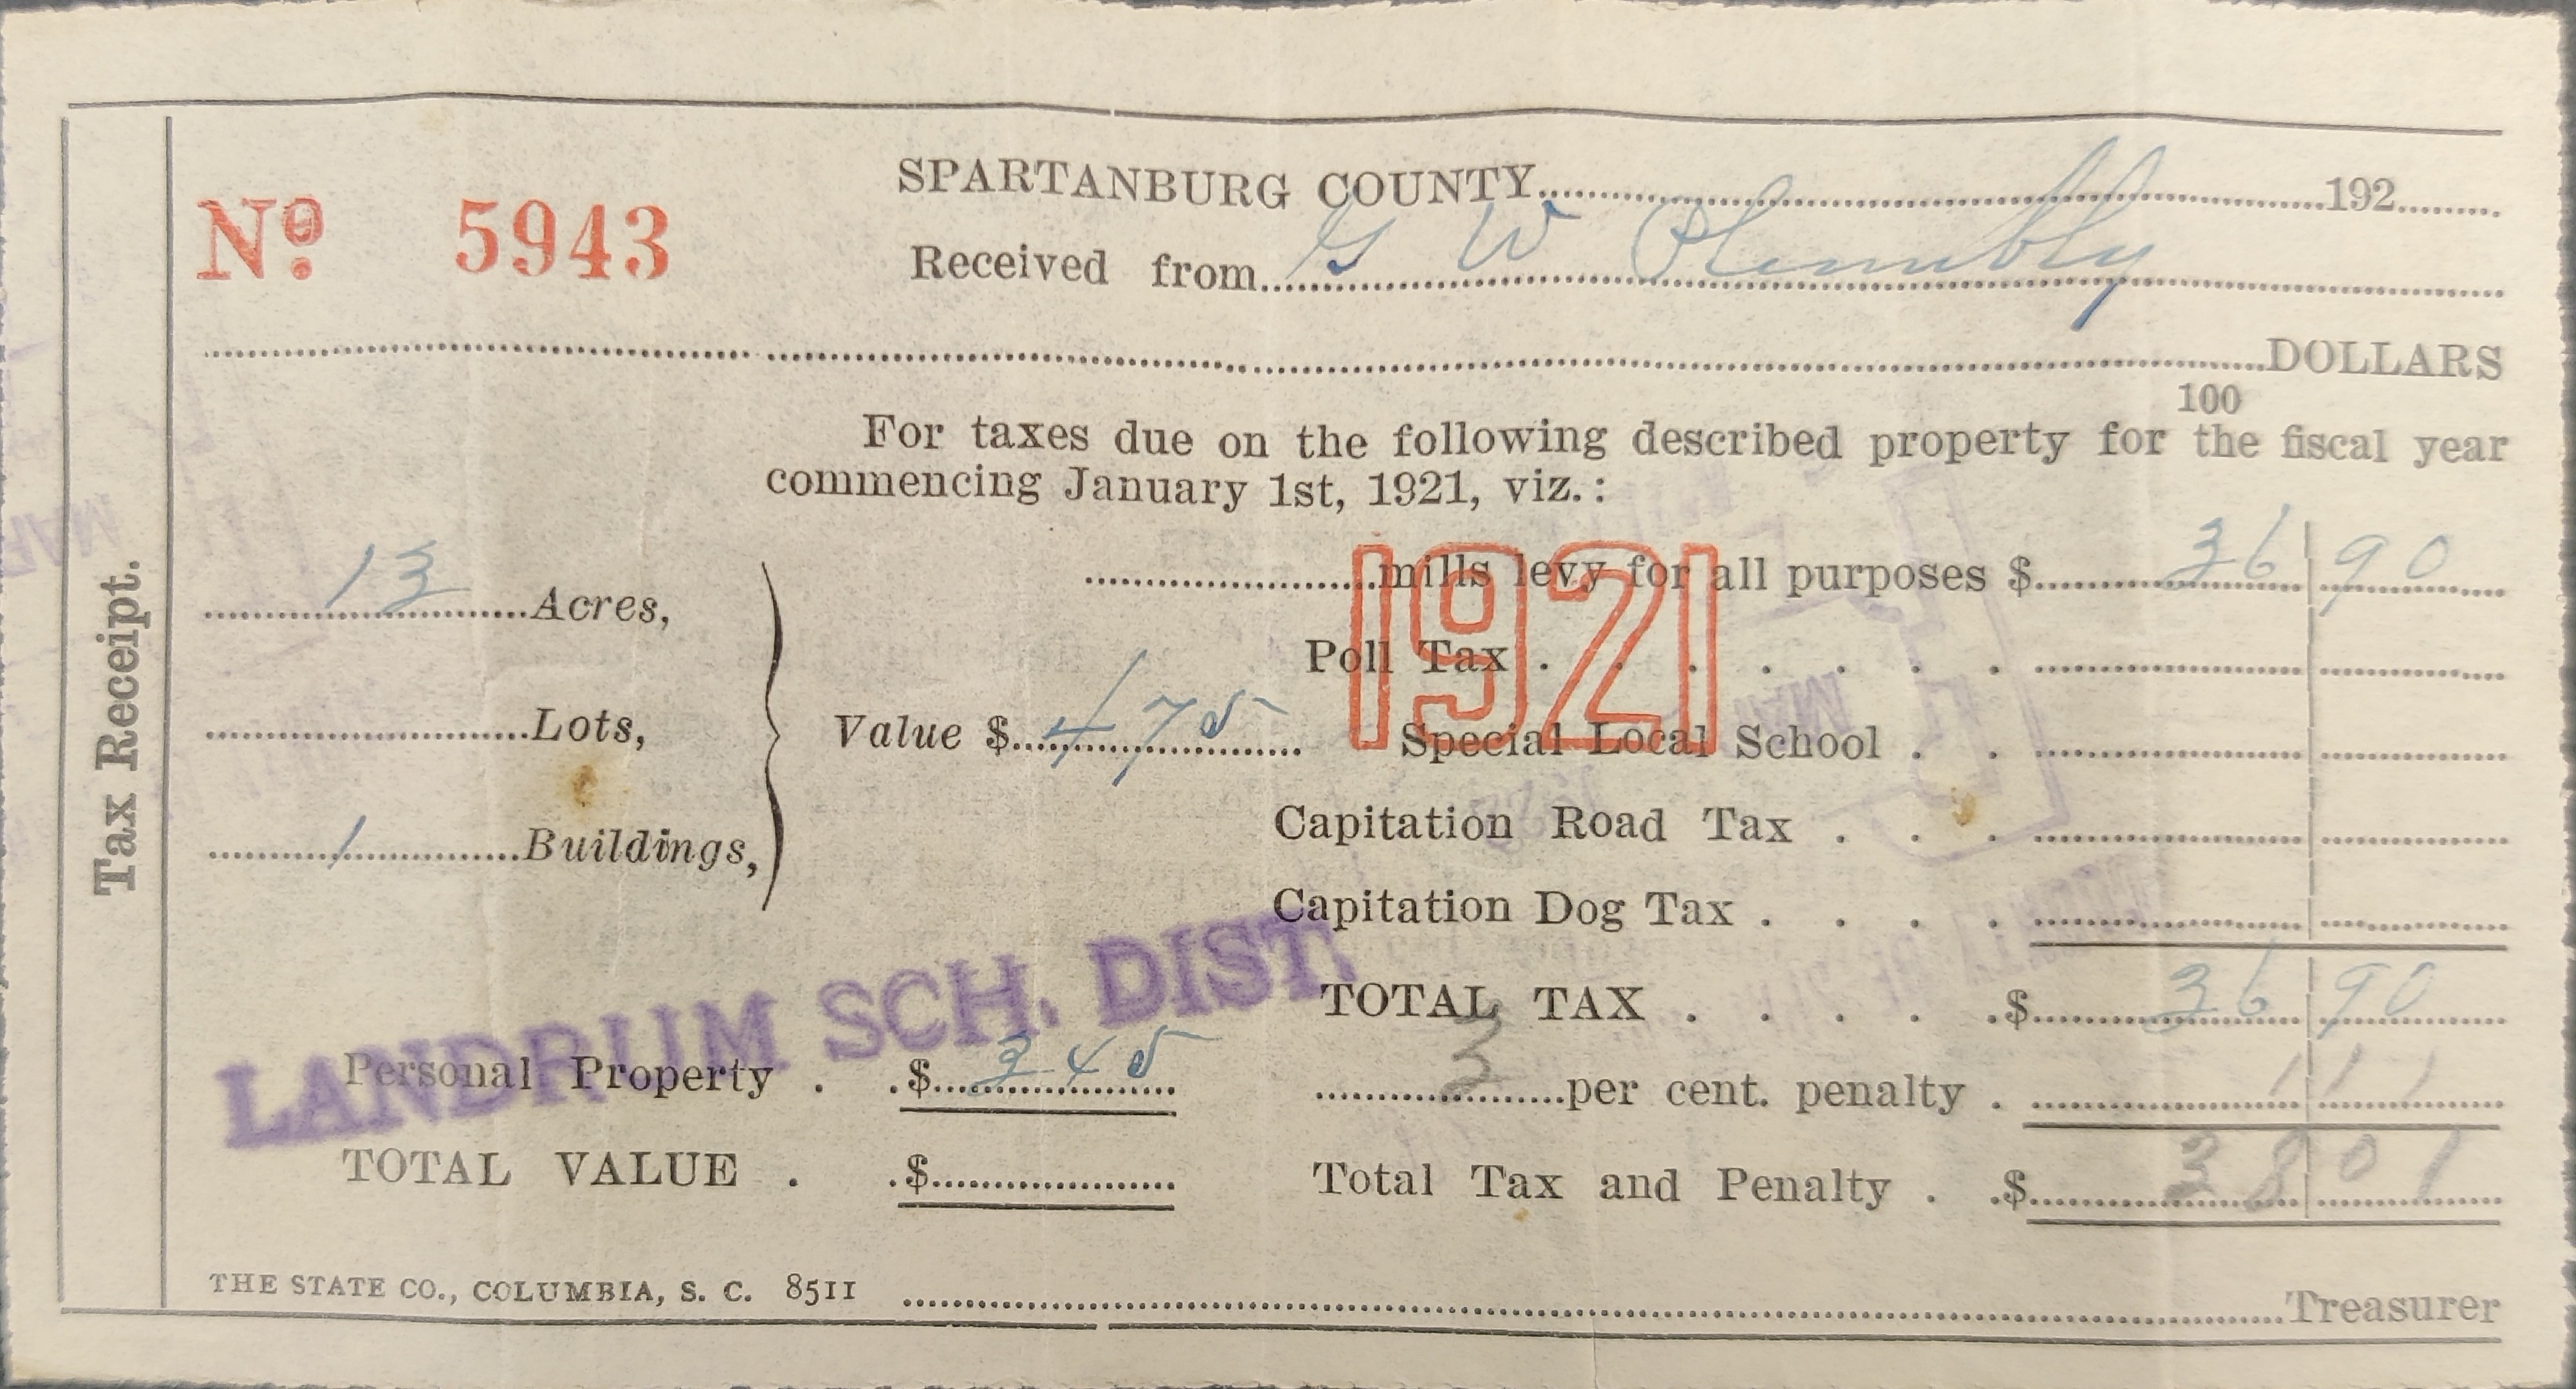 SPARTANBURG COUNTY 192
Nº 5943
Received from G W
DOLLARS
100
For taxes due on the following described property for the fiscal year
commencing January 1st, 1921, viz.:
Tax Receipt.
1921
13 Acres,
Lots,
1 Buildings,
Value $ 475
mills levy for all purposes $ 36 90
Poll Tax
Special Local School
Capitation Road Tax
Capitation Dog Tax
LANDRUM SCH. DIST.
TOTAL TAX $ 36 90
Personal Property $ 345
3 per cent. penalty 1 11
TOTAL VALUE $
Total Tax and Penalty $ 38 01
THE STATE CO., COLUMBIA, S. C. 8511
Treasurer